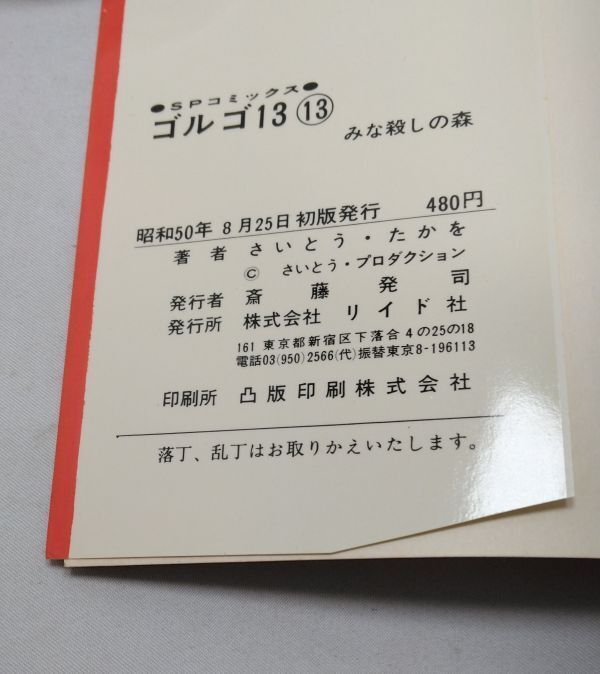 ●SPコミックス●
ゴルゴ13⑬ みな殺しの森
昭和50年 8月25日 初版発行 480円
著者 さいとう・たかを
© さいとう・プロダクション
発行者 斎藤発司
発行所 株式会社 リイド社
161 東京都新宿区下落合4の25の18
電話03(950)2566(代)振替東京8-196113
印刷所 凸版印刷株式会社
落丁、乱丁はお取りかえいたします。